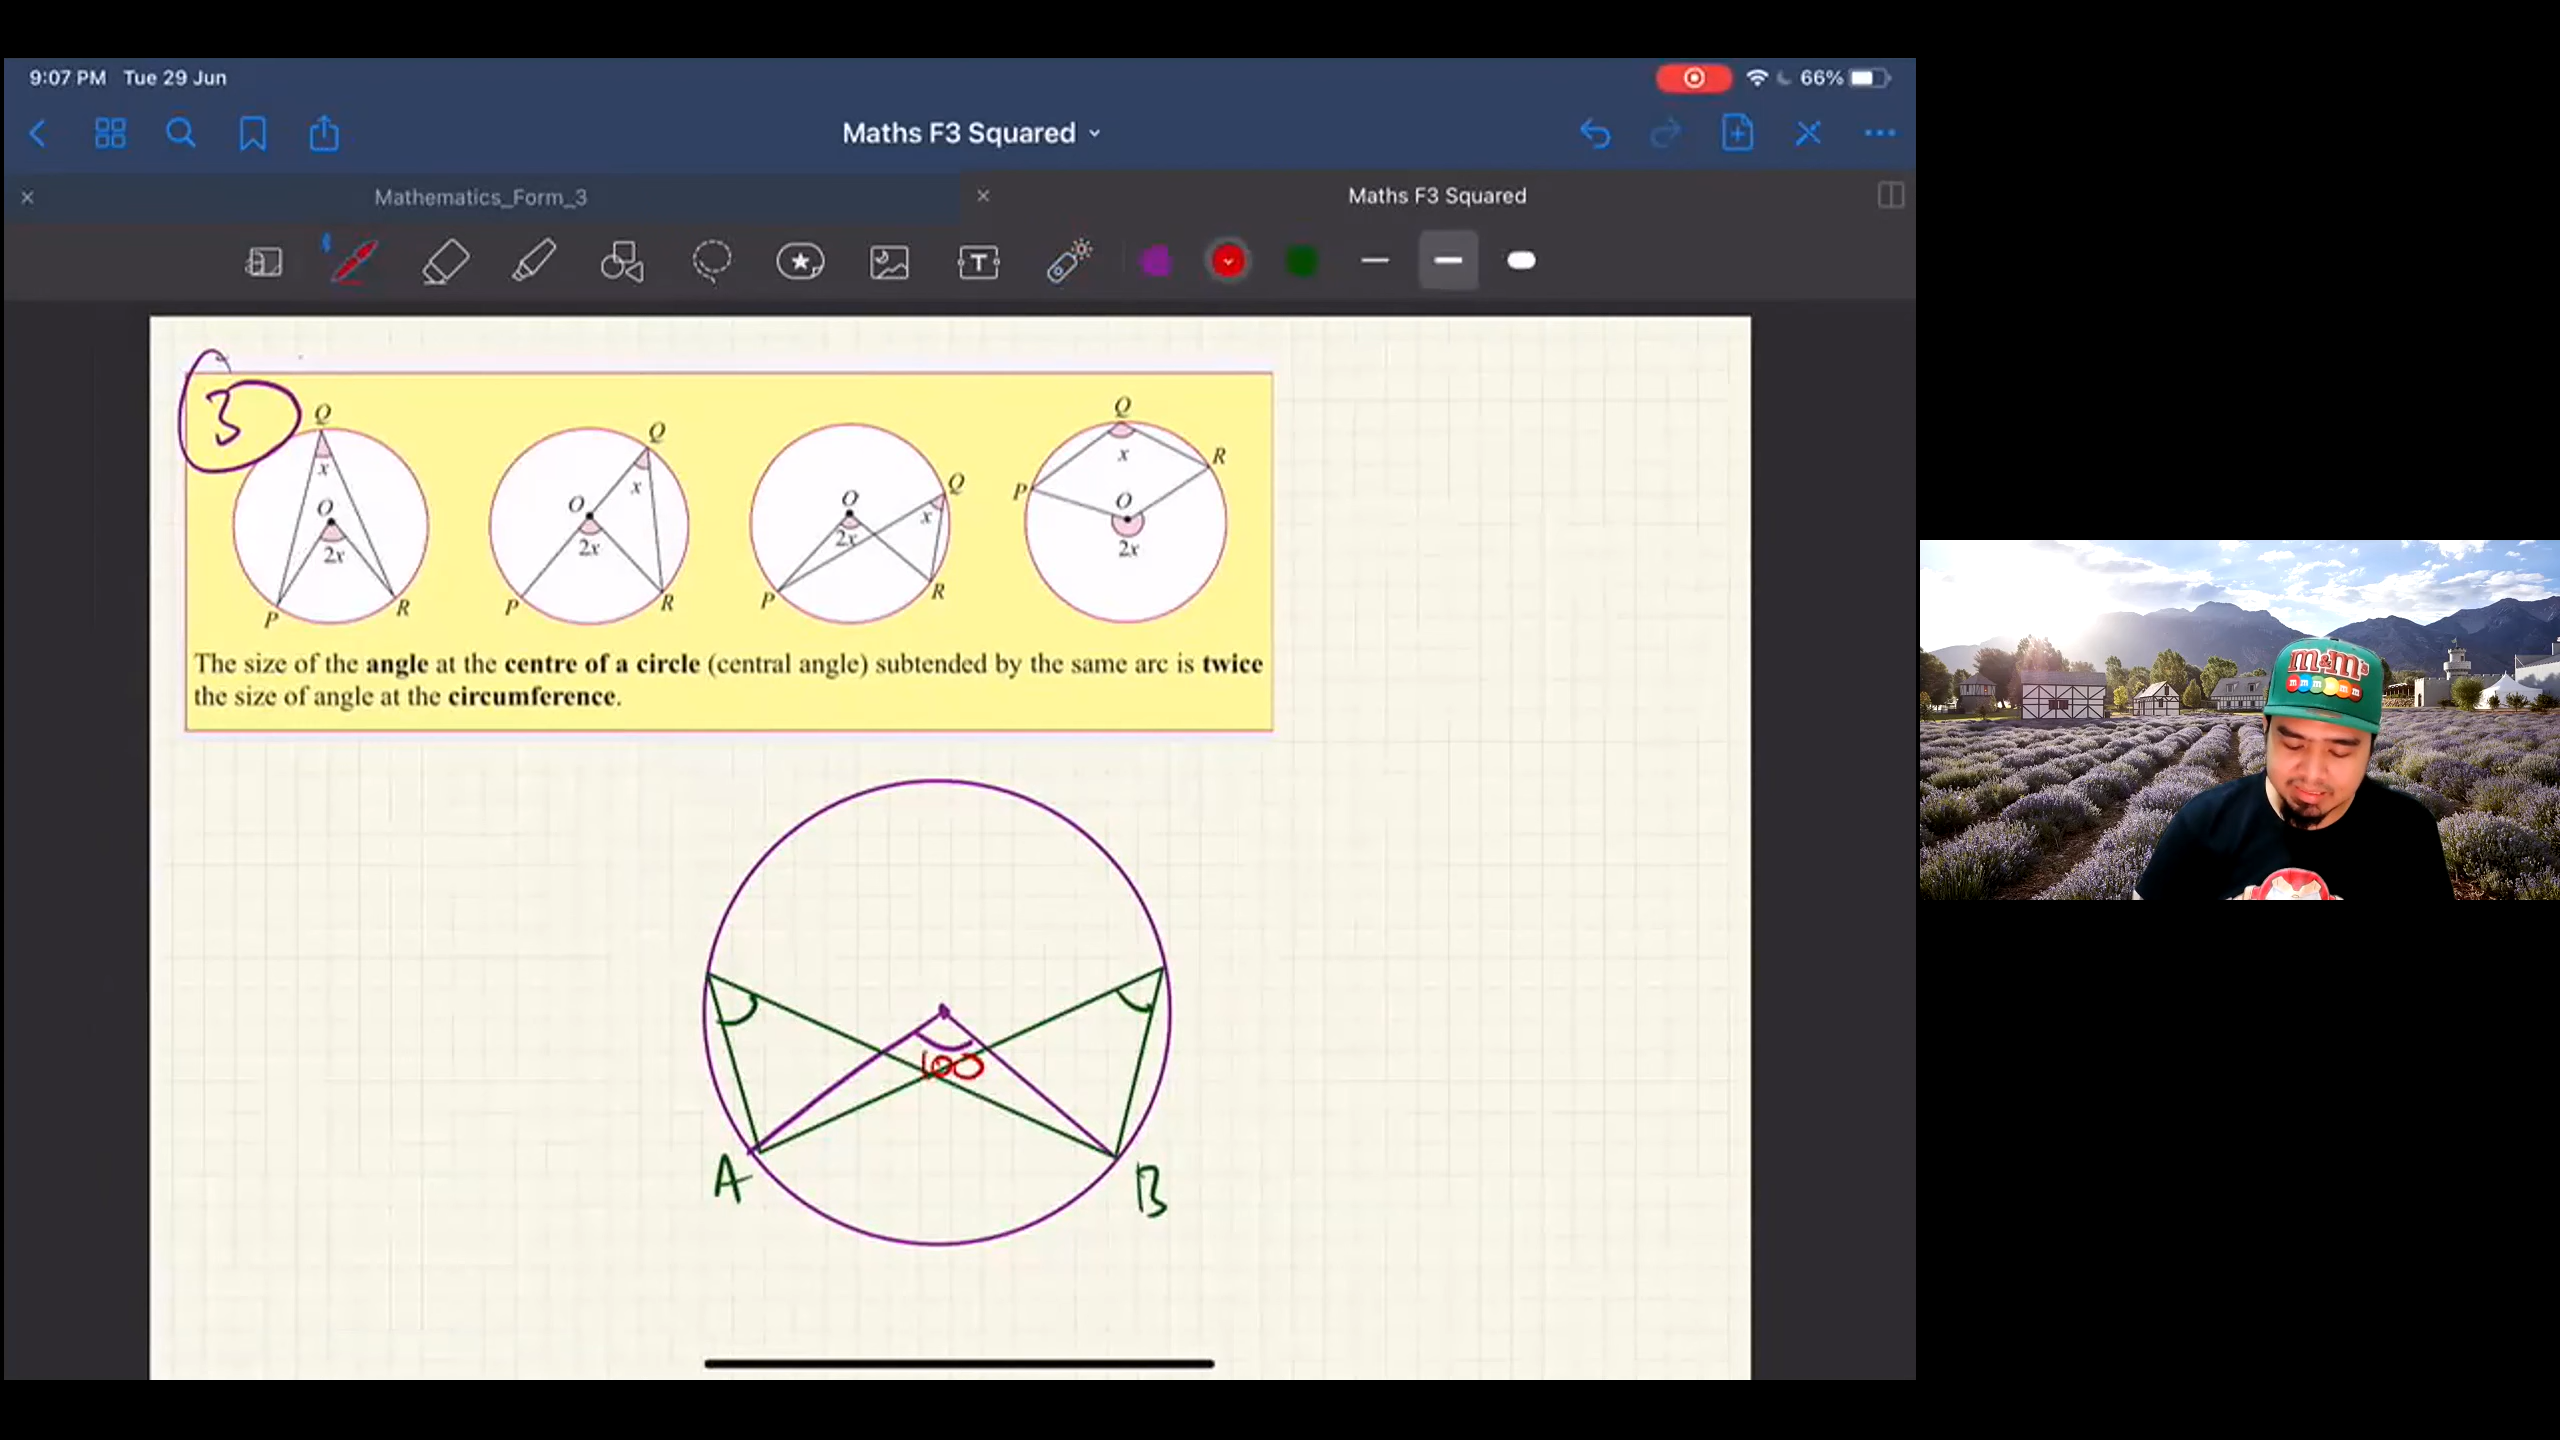 9:07 PM Tue 29 Jun
66%
Maths F3 Squared
Mathematics_Form_3
Maths F3 Squared
T
3
Q
x
O
2x
P
R
Q
x
O
2x
P
R
Q
x
O
2x
P
R
Q
x
R
P
O
2x
The size of the angle at the centre of a circle (central angle) subtended by the same arc is twice
the size of angle at the circumference.
100
A
B
m&m's
m m m m m